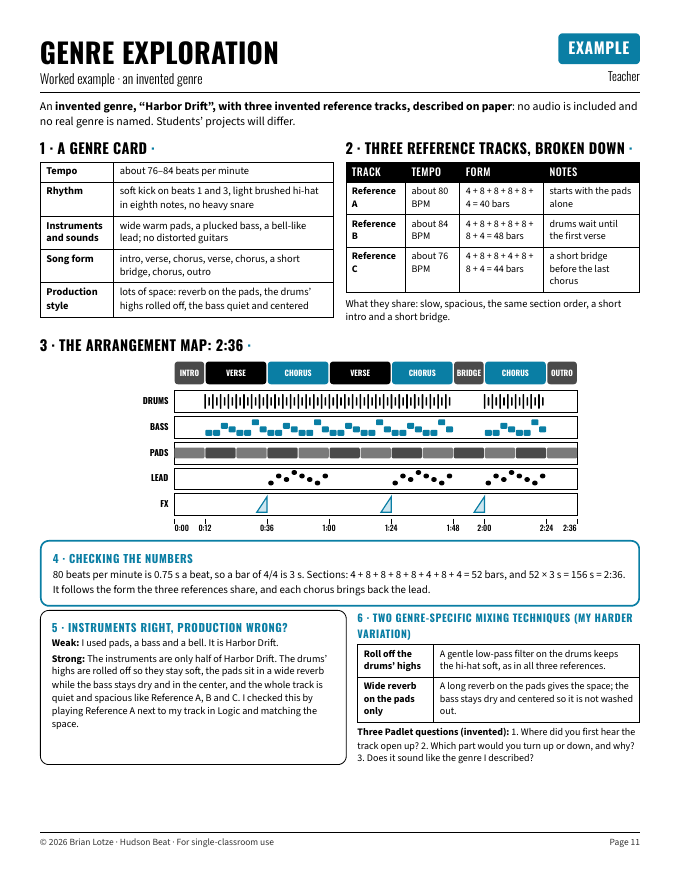 GENRE EXPLORATION
EXAMPLE
Worked example · an invented genre
Teacher
An invented genre, “Harbor Drift”, with three invented reference tracks, described on paper: no audio is included and
no real genre is named. Students’ projects will differ.
1 · A GENRE CARD ·
Tempo
about 76–84 beats per minute
Rhythm
soft kick on beats 1 and 3, light brushed hi-hat
in eighth notes, no heavy snare
Instruments
and sounds
wide warm pads, a plucked bass, a bell-like
lead; no distorted guitars
Song form
intro, verse, chorus, verse, chorus, a short
bridge, chorus, outro
Production
style
lots of space: reverb on the pads, the drums’
highs rolled off, the bass quiet and centered
2 · THREE REFERENCE TRACKS, BROKEN DOWN ·
TRACK TEMPO FORM NOTES
Reference
A
about 80
BPM
4 + 8 + 8 + 8 + 8 +
4 = 40 bars
starts with the pads
alone
Reference
B
about 84
BPM
4 + 8 + 8 + 8 + 8 +
8 + 4 = 48 bars
drums wait until
the first verse
Reference
C
about 76
BPM
4 + 8 + 8 + 4 + 8 +
8 + 4 = 44 bars
a short bridge
before the last
chorus
What they share: slow, spacious, the same section order, a short
intro and a short bridge.
3 · THE ARRANGEMENT MAP: 2:36 ·
INTRO VERSE CHORUS VERSE CHORUS BRIDGE CHORUS OUTRO
DRUMS
BASS
PADS
LEAD
FX
0:00 0:12 0:36 1:00 1:24 1:48 2:00 2:24 2:36
4 · CHECKING THE NUMBERS
80 beats per minute is 0.75 s a beat, so a bar of 4/4 is 3 s. Sections: 4 + 8 + 8 + 8 + 8 + 4 + 8 + 4 = 52 bars, and 52 × 3 s = 156 s = 2:36.
It follows the form the three references share, and each chorus brings back the lead.
5 · INSTRUMENTS RIGHT, PRODUCTION WRONG?
Weak: I used pads, a bass and a bell. It is Harbor Drift.
Strong: The instruments are only half of Harbor Drift. The drums’
highs are rolled off so they stay soft, the pads sit in a wide reverb
while the bass stays dry and in the center, and the whole track is
quiet and spacious like Reference A, B and C. I checked this by
playing Reference A next to my track in Logic and matching the
space.
6 · TWO GENRE-SPECIFIC MIXING TECHNIQUES (MY HARDER
VARIATION)
Roll off the
drums’ highs
A gentle low-pass filter on the drums keeps
the hi-hat soft, as in all three references.
Wide reverb
on the pads
only
A long reverb on the pads gives the space; the
bass stays dry and centered so it is not washed
out.
Three Padlet questions (invented): 1. Where did you first hear the
track open up? 2. Which part would you turn up or down, and why?
3. Does it sound like the genre I described?
© 2026 Brian Lotze · Hudson Beat · For single-classroom use
Page 11